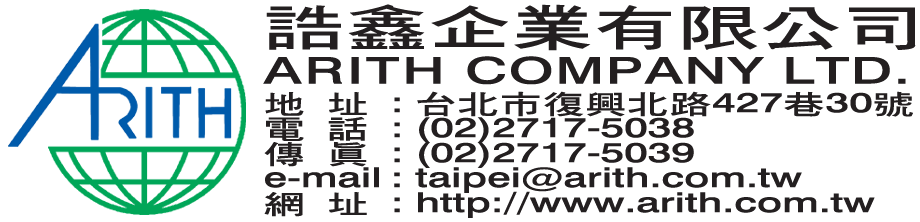 ARITH
誥鑫企業有限公司
ARITH COMPANY LTD.
地 址 : 台北市復興北路427巷30號
電 話 : (02)2717-5038
傳 眞 : (02)2717-5039
e-mail : taipei@arith.com.tw
網 址 : http://www.arith.com.tw